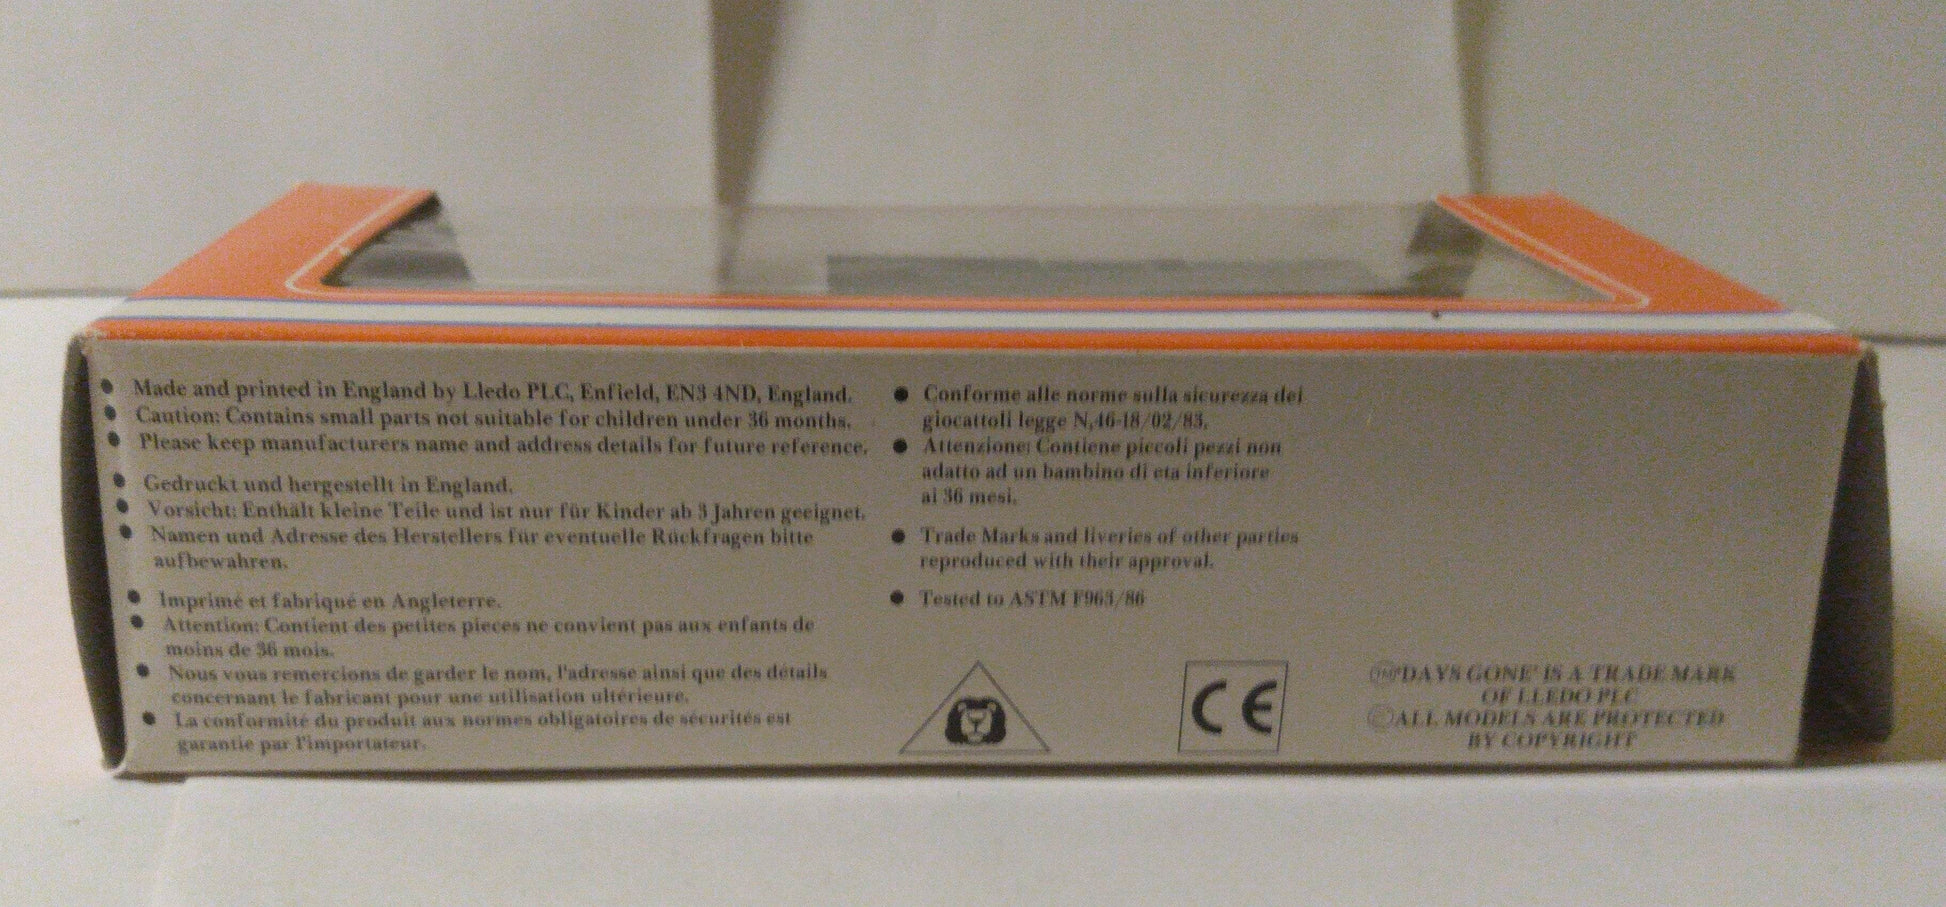 ● Made and printed in England by Lledo PLC, Enfield, EN3 4ND, England.
● Caution: Contains small parts not suitable for children under 36 months.
● Please keep manufacturers name and address details for future reference.
● Gedruckt und hergestellt in England.
● Vorsicht: Enthält kleine Teile und ist nur für Kinder ab 3 Jahren geeignet.
● Namen und Adresse des Herstellers für eventuelle Rückfragen bitte
aufbewahren.
● Imprimé et fabriqué en Angleterre.
● Attention: Contient des petites pieces ne convient pas aux enfants de
moins de 36 mois.
● Nous vous remercions de garder le nom, l'adresse ainsi que des détails
concernant le fabricant pour une utilisation ultérieure.
● La conformité du produit aux normes obligatoires de sécurités est
garantie par l'importateur.
● Conforme alle norme sulla sicurezza dei
giocattoli legge N,46-18/02/83.
● Attenzione: Contiene piccoli pezzi non
adatto ad un bambino di eta inferiore
ai 36 mesi.
● Trade Marks and liveries of other parties
reproduced with their approval.
● Tested to ASTM F963/86
CE
TM 'DAYS GONE' IS A TRADE MARK
OF LLEDO PLC
© ALL MODELS ARE PROTECTED
BY COPYRIGHT